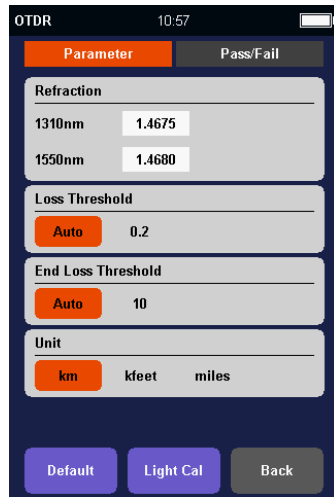 OTDR 10:57
Parameter Pass/Fail
Refraction
1310nm 1.4675
1550nm 1.4680
Loss Threshold
Auto 0.2
End Loss Threshold
Auto 10
Unit
km kfeet miles
Default Light Cal Back